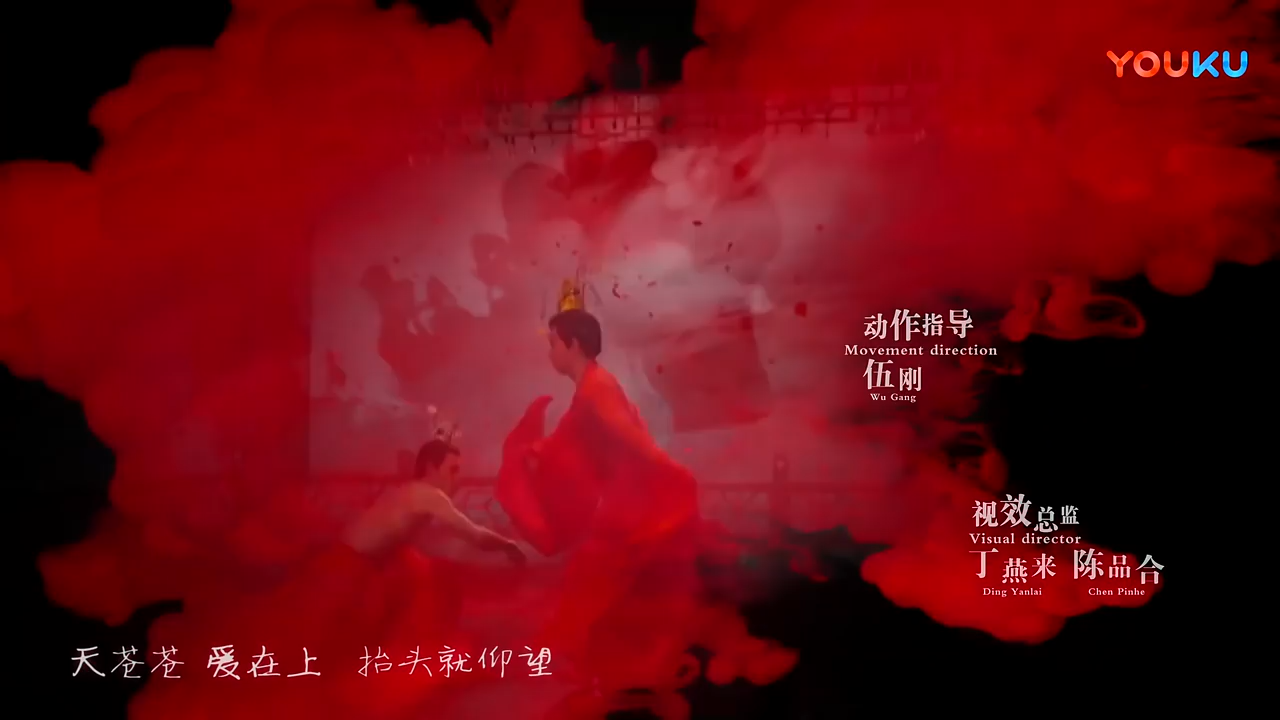 YOUKU
动作指导
Movement direction
伍刚
Wu Gang
视效总监
Visual director
丁燕来 陈品合
Ding Yanlai Chen Pinhe
天苍苍 爱在上 抬头就仰望